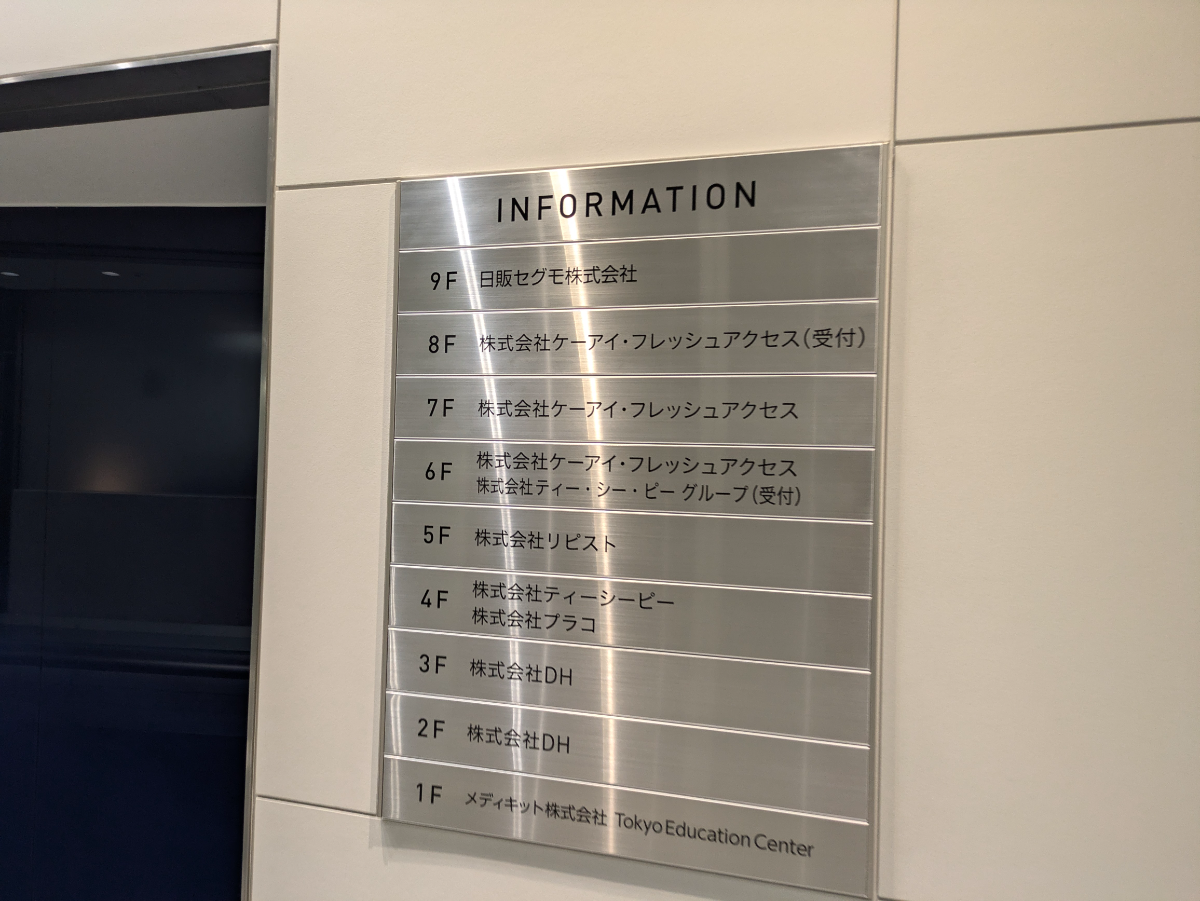 INFORMATION
9F 日販セグモ株式会社
8F 株式会社ケーアイ・フレッシュアクセス(受付)
7F 株式会社ケーアイ・フレッシュアクセス
6F 株式会社ケーアイ・フレッシュアクセス
株式会社ティー・シー・ピー グループ(受付)
5F 株式会社リピスト
4F 株式会社ティーシーピー
株式会社プラコ
3F 株式会社DH
2F 株式会社DH
1F メディキット株式会社 Tokyo Education Center